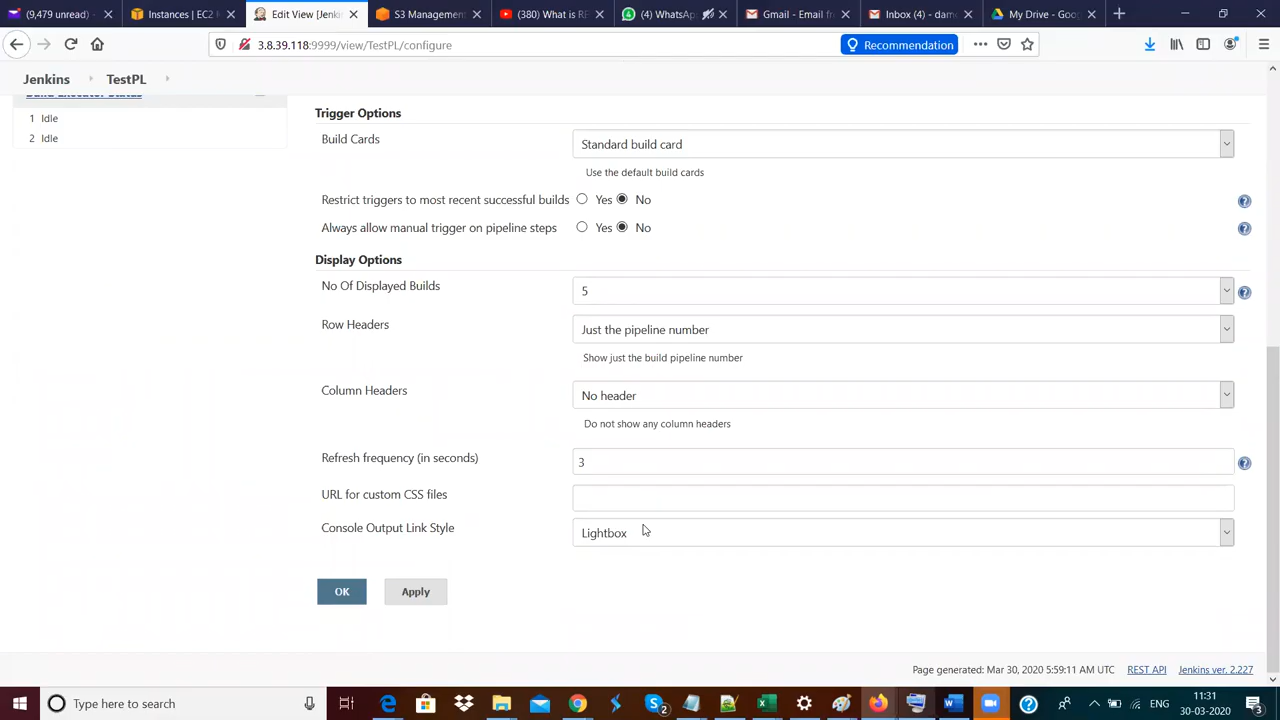 (9,479 unread)
Instances | EC2
Edit View [Jenki
S3 Managemen
(380) What is RF
(4) Whats
Gmail - Email fr
Inbox (4) - dam
My Drive - G
3.8.39.118:9999/view/TestPL/configure
Recommendation
Jenkins
TestPL
Build Executor Status
1 Idle
2 Idle
Trigger Options
Build Cards
Standard build card
Use the default build cards
Restrict triggers to most recent successful builds
Yes
No
Always allow manual trigger on pipeline steps
Yes
No
Display Options
No Of Displayed Builds
5
Row Headers
Just the pipeline number
Show just the build pipeline number
Column Headers
No header
Do not show any column headers
Refresh frequency (in seconds)
3
URL for custom CSS files
Console Output Link Style
Lightbox
OK
Apply
Page generated: Mar 30, 2020 5:59:11 AM UTC
REST API
Jenkins ver. 2.227
Type here to search
2
11:31
30-03-2020